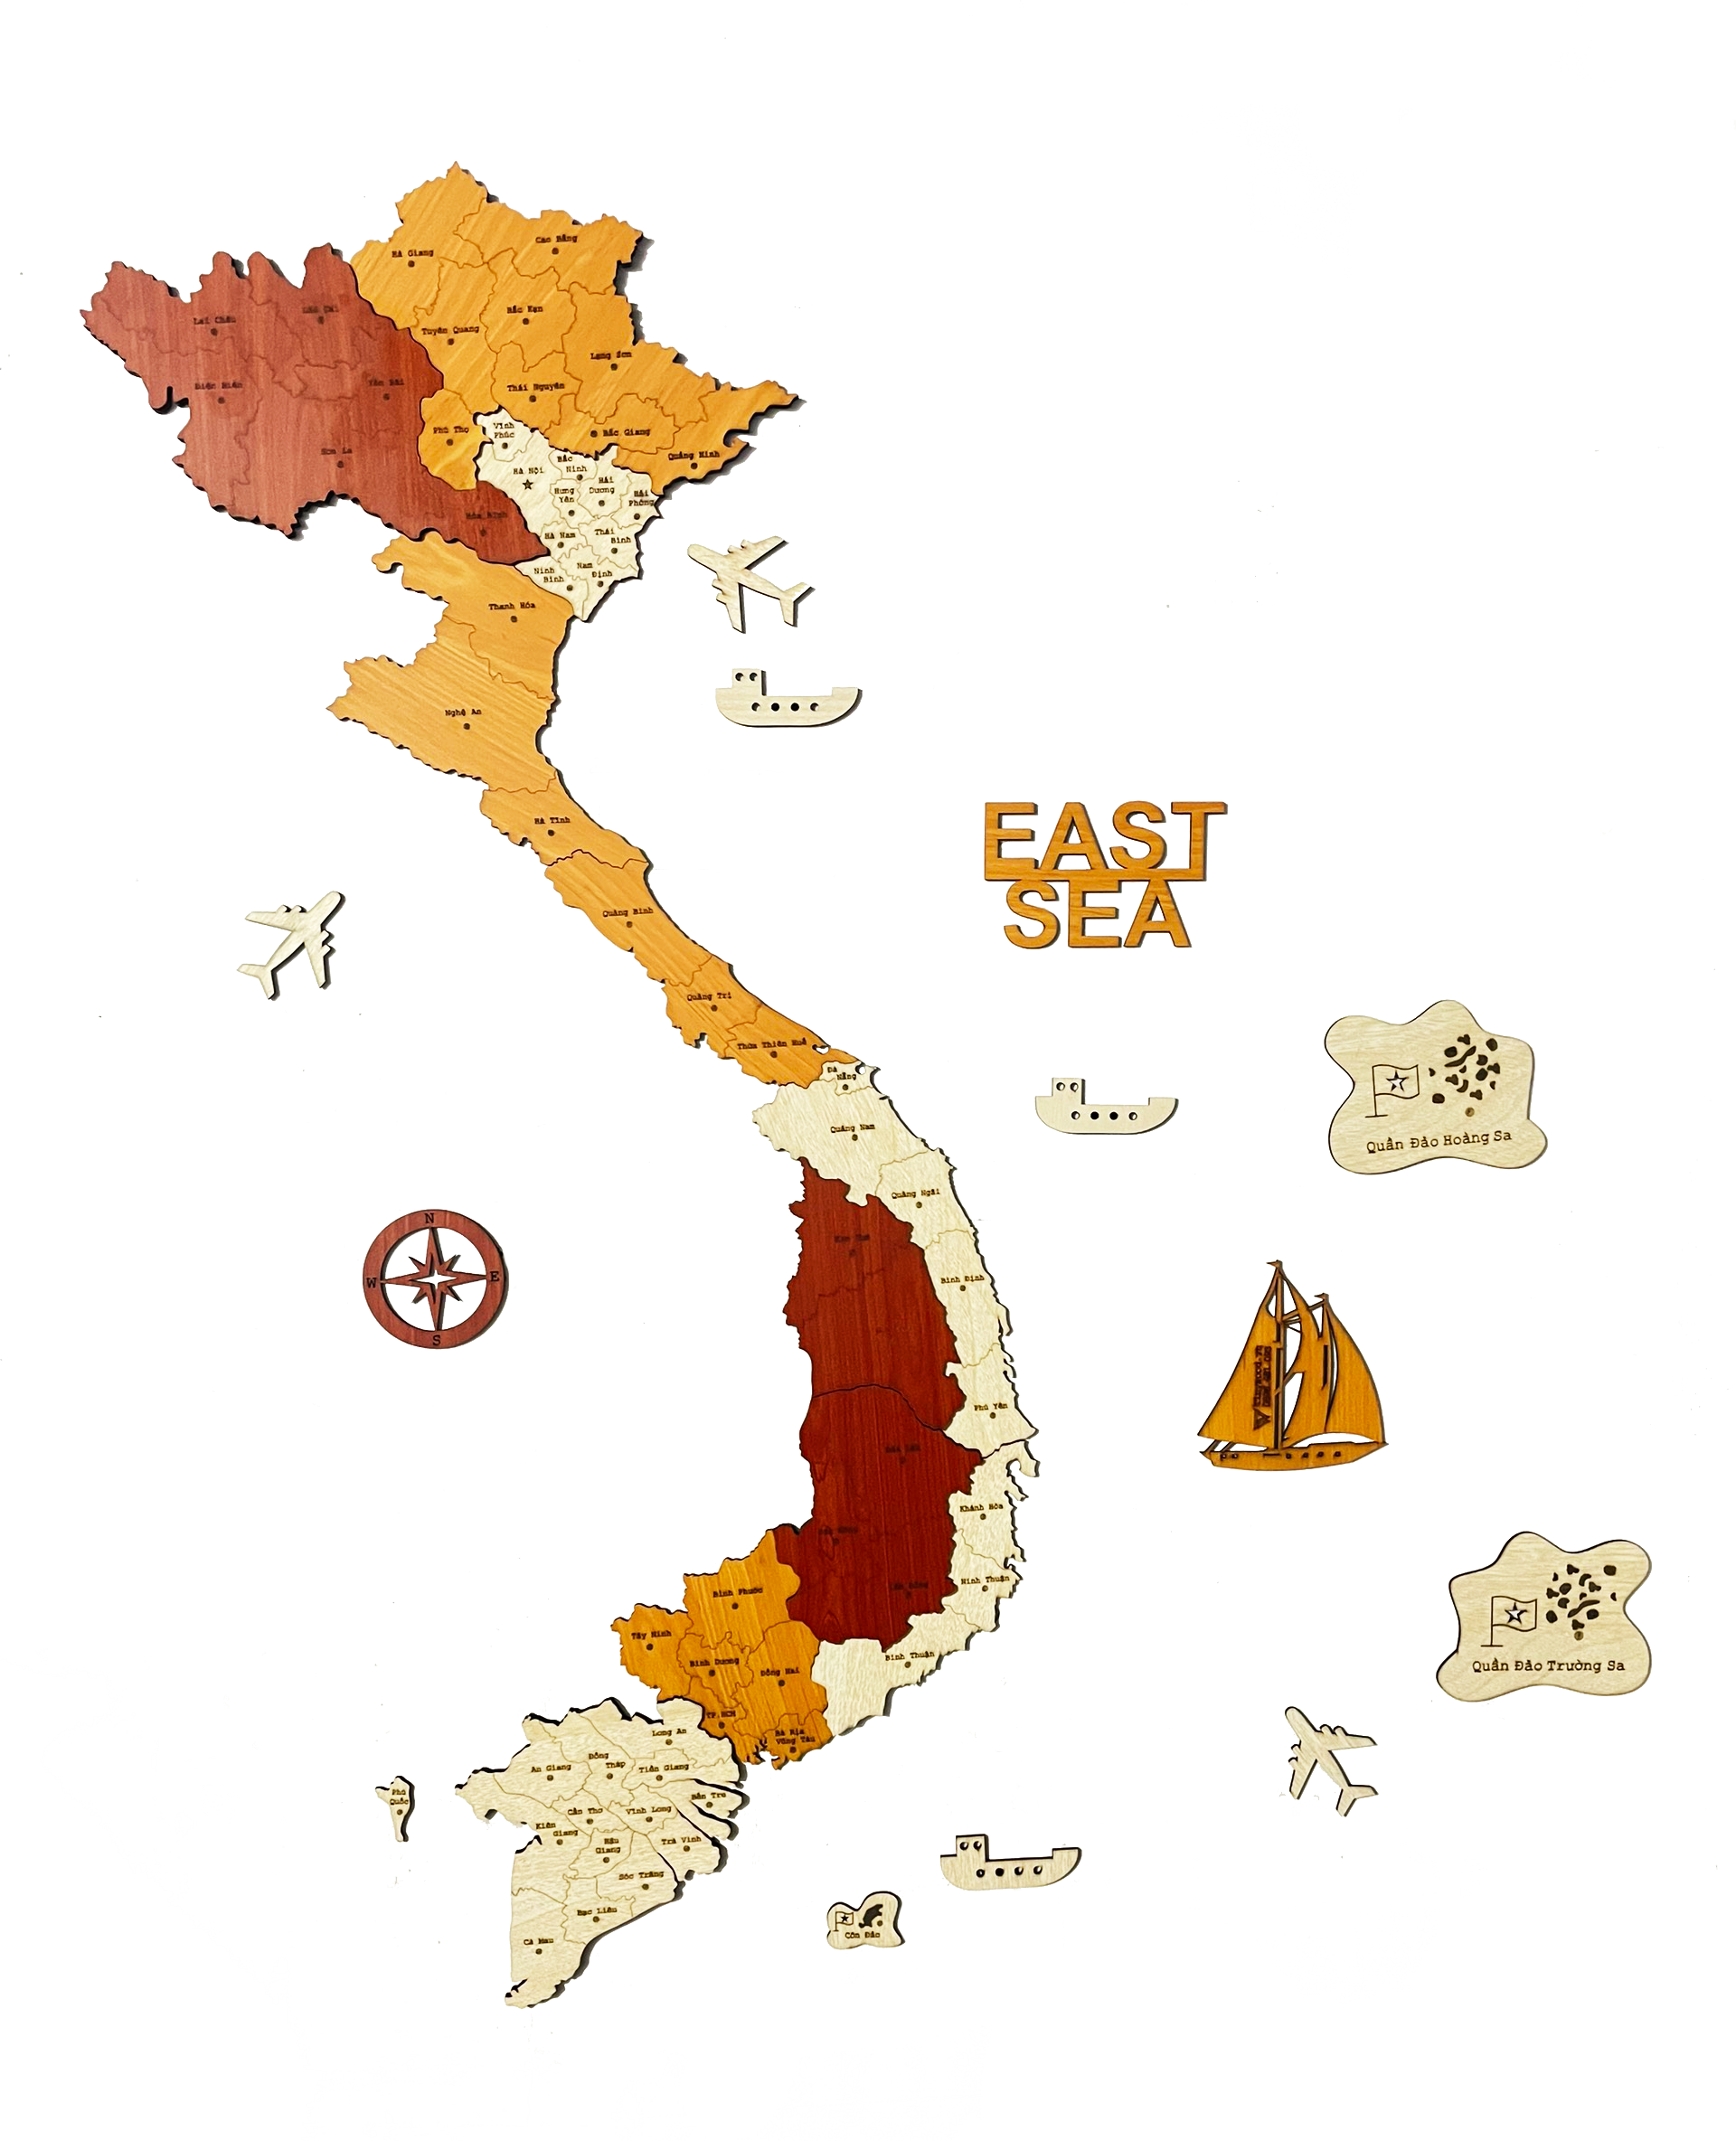 Cao Bằng
Hà Giang
Lai Châu
Lào Cai
Bắc Kạn
Tuyên Quang
Lạng Sơn
Điện Biên
Yên Bái
Thái Nguyên
Phú Thọ
Vĩnh
Phúc
Bắc Giang
Sơn La
Quảng Ninh
Hà Nội
Bắc
Ninh
Hưng
Yên
Hải
Dương
Hải
Phòng
Hòa Bình
Hà Nam
Thái
Bình
Ninh
Bình
Nam
Định
Thanh Hóa
Nghệ An
Hà Tĩnh
EAST
SEA
Quảng Bình
Quảng Trị
Thừa Thiên Huế
Đà
Nẵng
Quảng Nam
Quần Đảo Hoàng Sa
Quảng Ngãi
N
W
E
S
Kon Tum
Bình Định
Phú Yên
Đắk Lắk
Khánh Hòa
Đắk Nông
Ninh Thuận
Lâm Đồng
Bình Phước
Tây Ninh
Bình Dương
Đồng Nai
Bình Thuận
Quần Đảo Trường Sa
TP.HCM
Bà Rịa
Vũng Tàu
Long An
An Giang
Đồng
Tháp
Tiền Giang
Phú
Quốc
Bến Tre
Cần Thơ
Vĩnh Long
Kiên
Giang
Hậu
Giang
Trà Vinh
Sóc Trăng
Bạc Liêu
Cà Mau
Côn Đảo